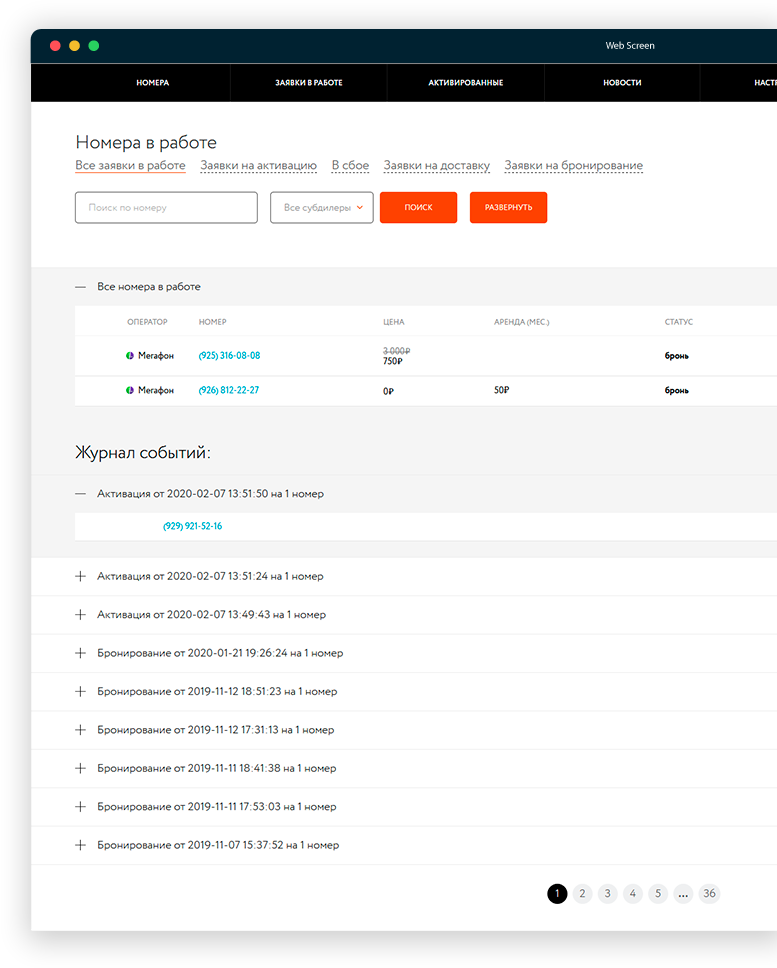 Web Screen
НОМЕРА ЗАЯВКИ В РАБОТЕ АКТИВИРОВАННЫЕ НОВОСТИ НАСТР
Номера в работе
Все заявки в работе Заявки на активацию В сбое Заявки на доставку Заявки на бронирование
Поиск по номеру Все субдилеры ПОИСК РАЗВЕРНУТЬ
Все номера в работе
ОПЕРАТОР НОМЕР ЦЕНА АРЕНДА (МЕС.) СТАТУС
3 000₽
Мегафон (925) 316-08-08 750₽ бронь
Мегафон (926) 812-22-27 0₽ 50₽ бронь
Журнал событий:
Активация от 2020-02-07 13:51:50 на 1 номер
(929) 921-52-16
Активация от 2020-02-07 13:51:24 на 1 номер
Активация от 2020-02-07 13:49:43 на 1 номер
Бронирование от 2020-01-21 19:26:24 на 1 номер
Бронирование от 2019-11-12 18:51:23 на 1 номер
Бронирование от 2019-11-12 17:31:13 на 1 номер
Бронирование от 2019-11-11 18:41:38 на 1 номер
Бронирование от 2019-11-11 17:53:03 на 1 номер
Бронирование от 2019-11-07 15:37:52 на 1 номер
1 2 3 4 5 ... 36